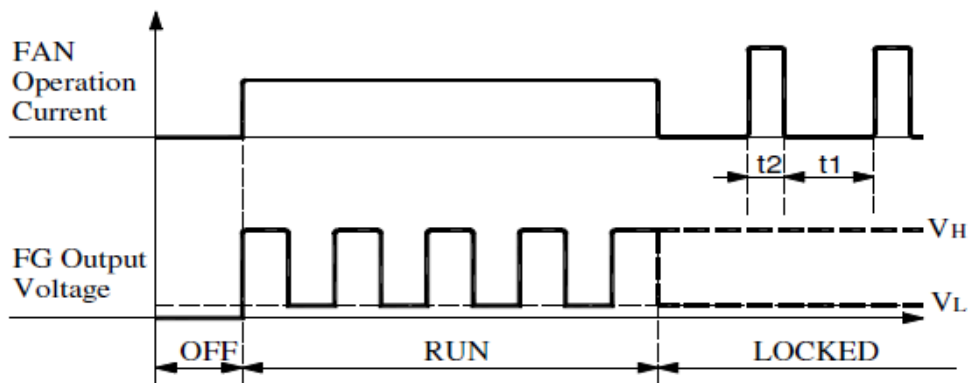 FAN
Operation
Current
t2
t1
FG Output
Voltage
VH
VL
OFF
RUN
LOCKED